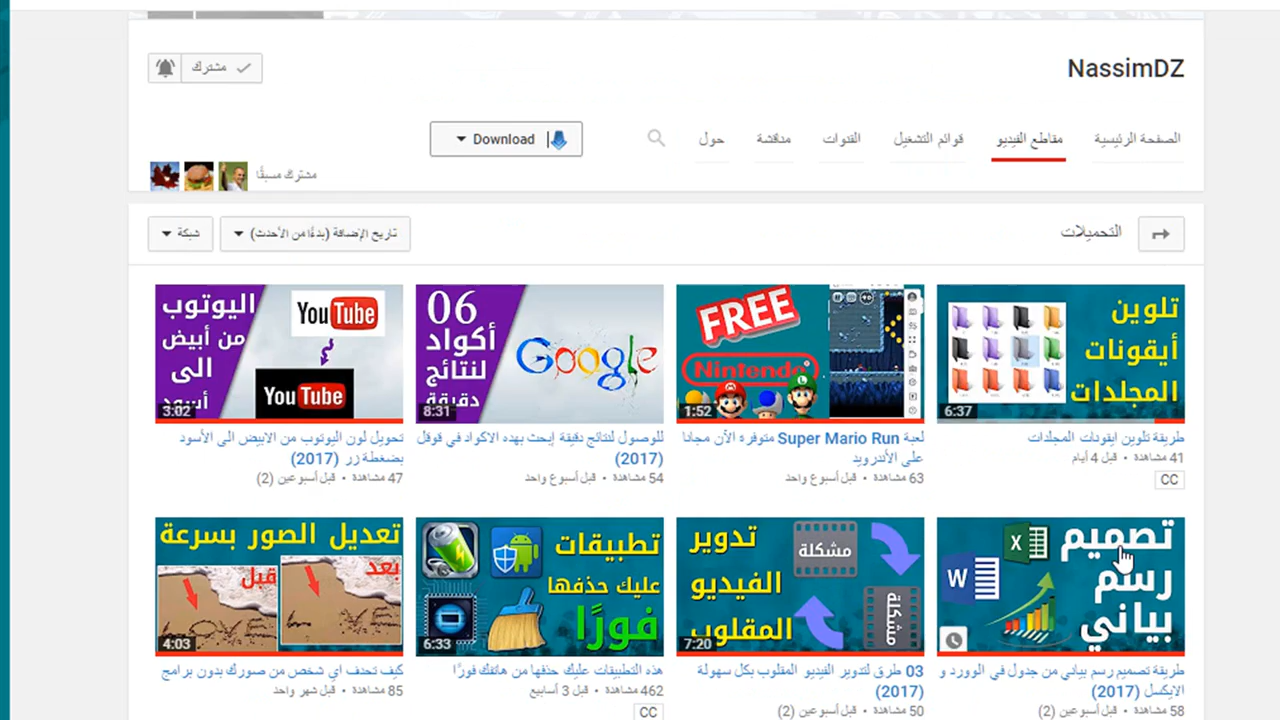 NassimDZ
مشترك
الصفحة الرئيسية
مقاطع الفيديو
قوائم التشغيل
القنوات
مناقشة
حول
Download
مشترك مسبقًا
التحميلات
تاريخ الإضافة (بدءًا من الأحدث)
شبكة
تلوين
أيقونات
المجلدات
6:37
طريقة تلوين ايقونات المجلدات
41 مشاهدة • قبل 4 أيام
CC
FREE
Nintendo
1:52
لعبة Super Mario Run متوفرة الآن مجانا
على الأندرويد
63 مشاهدة • قبل أسبوع واحد
06
أكواد
لنتائج
دقيقة
Google
8:31
للوصول لنتائج دقيقة إبحث بهده الاكواد في قوقل
(2017)
54 مشاهدة • قبل أسبوع واحد
اليوتوب
من أبيض
الى
أسود
YouTube
YouTube
3:02
تحويل لون اليوتوب من الابيض الى الأسود
بضغطة زر (2017)
47 مشاهدة • قبل أسبوعين (2)
تصميم
رسم
بياني
X
W
طريقة تصميم رسم بياني من جدول في الوورد و
الايكسل (2017)
58 مشاهدة • قبل أسبوعين (2)
تدوير
الفيديو
المقلوب
مشكلة
مشكلة
7:20
03 طرق لتدوير الفيديو المقلوب بكل سهولة
(2017)
50 مشاهدة • قبل أسبوعين (2)
تطبيقات
عليك حذفها
فورًا
6:33
هذه التطبيقات عليك حذفها من هاتفك فورًا
462 مشاهدة • قبل 3 أسابيع
CC
تعديل الصور بسرعة
قبل
بعد
4:03
كيف تحذف اي شخص من صورك بدون برامج
85 مشاهدة • قبل شهر واحد